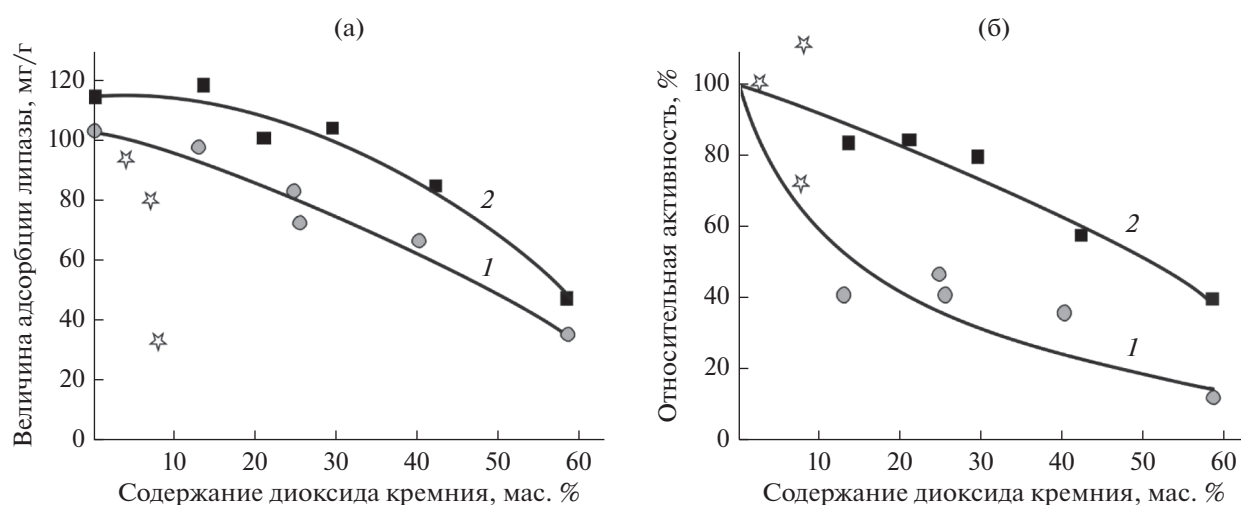 (а)
Величина адсорбции липазы, мг/г
120
100
80
60
40
20
0
10 20 30 40 50 60
Содержание диоксида кремния, мас. %
2
1
(б)
Относительная активность, %
100
80
60
40
20
0
10 20 30 40 50 60
Содержание диоксида кремния, мас. %
2
1